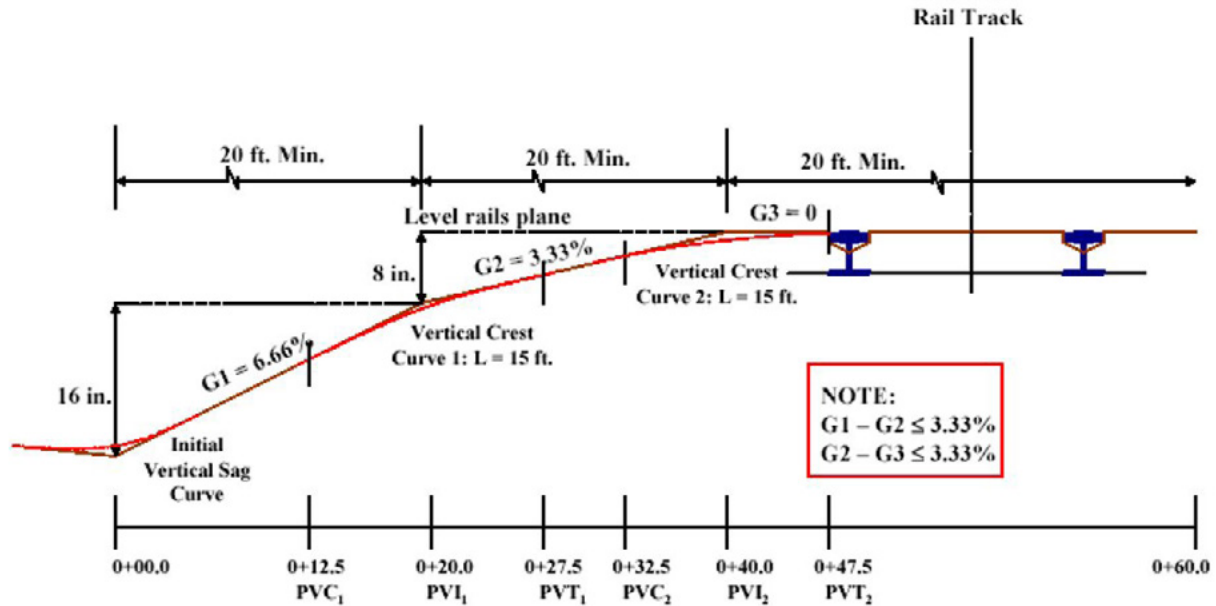 Rail Track
20 ft. Min.
20 ft. Min.
20 ft. Min.
Level rails plane
G3 = 0
8 in.
G2 = 3.33%
Vertical Crest
Curve 2: L = 15 ft.
Vertical Crest
Curve 1: L = 15 ft.
G1 = 6.66%
16 in.
Initial
Vertical Sag
Curve
NOTE:
G1 – G2 ≤ 3.33%
G2 – G3 ≤ 3.33%
0+00.0
0+12.5
PVC₁
0+20.0
PVI₁
0+27.5
PVT₁
0+32.5
PVC₂
0+40.0
PVI₂
0+47.5
PVT₂
0+60.0